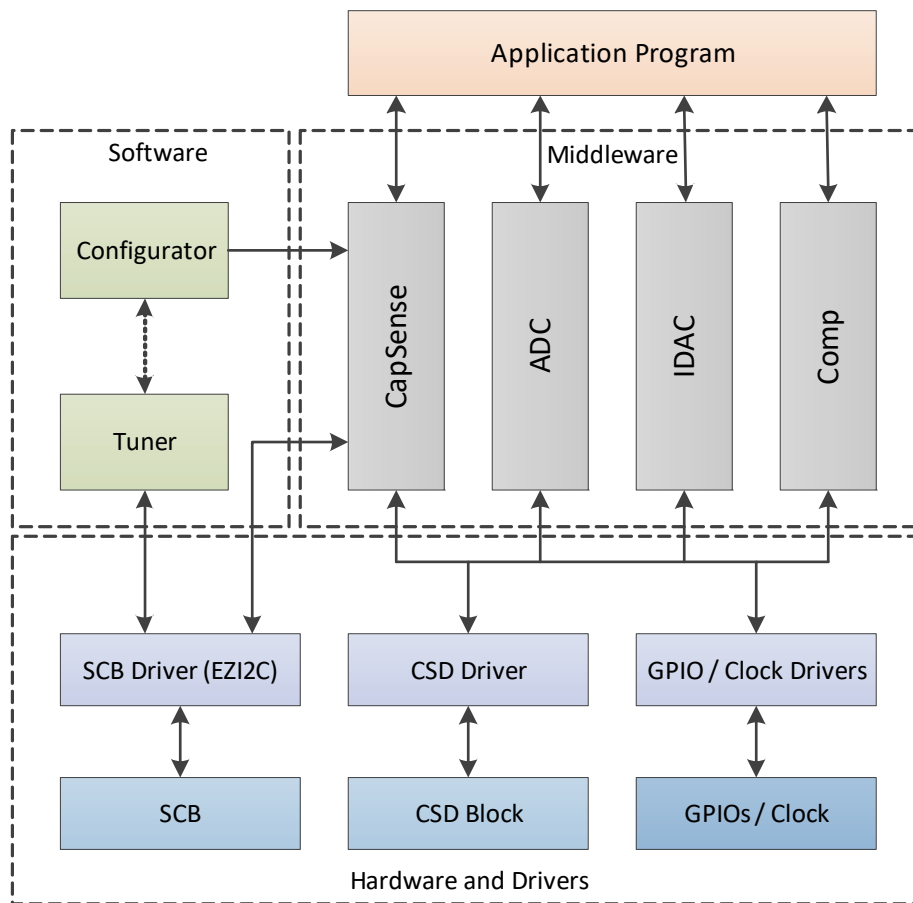 Application Program
Software
Middleware
Configurator
Tuner
CapSense
ADC
IDAC
Comp
SCB Driver (EZI2C)
CSD Driver
GPIO / Clock Drivers
SCB
CSD Block
GPIOs / Clock
Hardware and Drivers